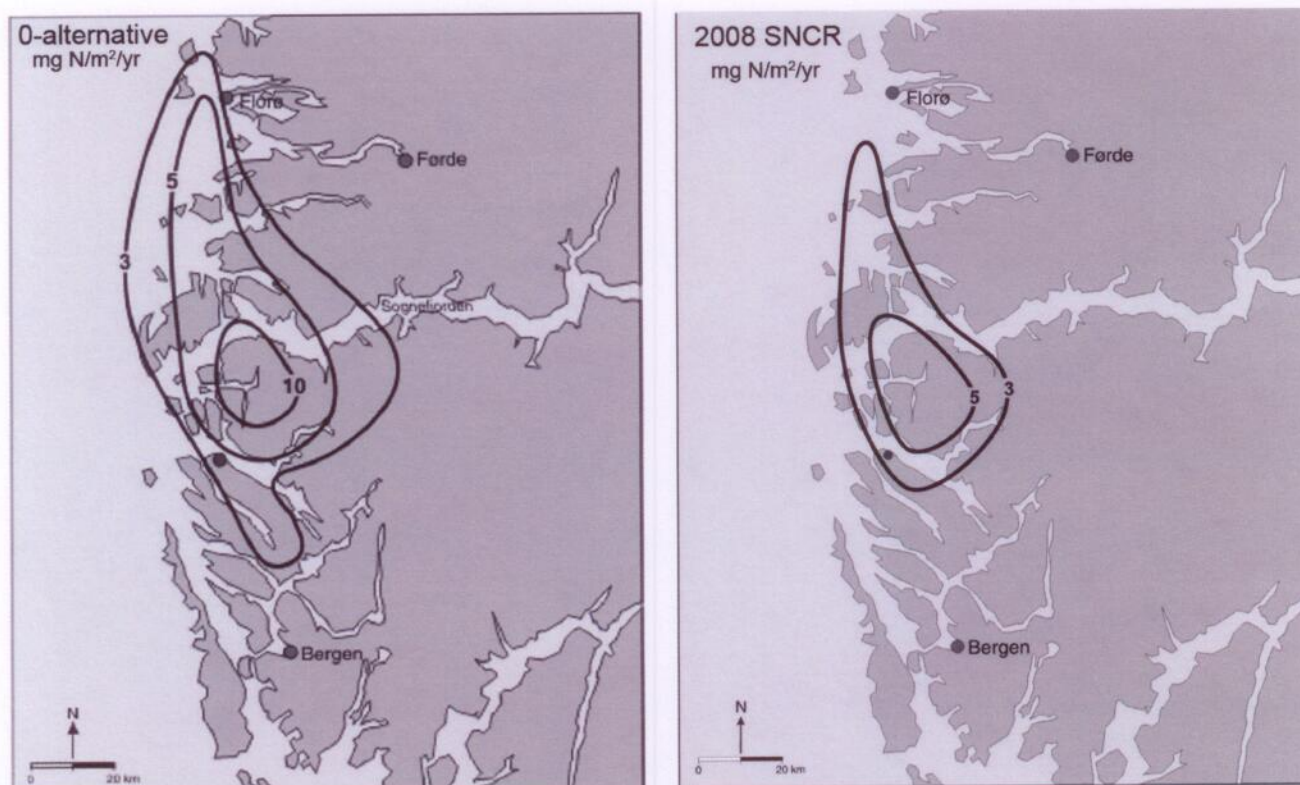 0-alternative
mg N/m²/yr
Florø
Førde
5
3
Sognefjorden
10
Bergen
N
0 20 km
2008 SNCR
mg N/m²/yr
Florø
Førde
5
3
Bergen
N
0 20 km